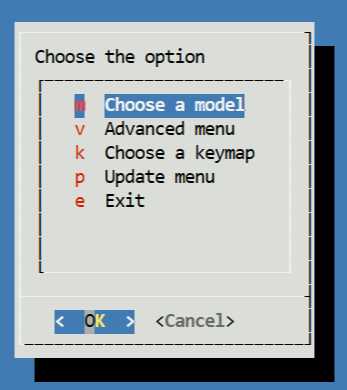 Choose the option
m Choose a model
v Advanced menu
k Choose a keymap
p Update menu
e Exit
< OK > <Cancel>